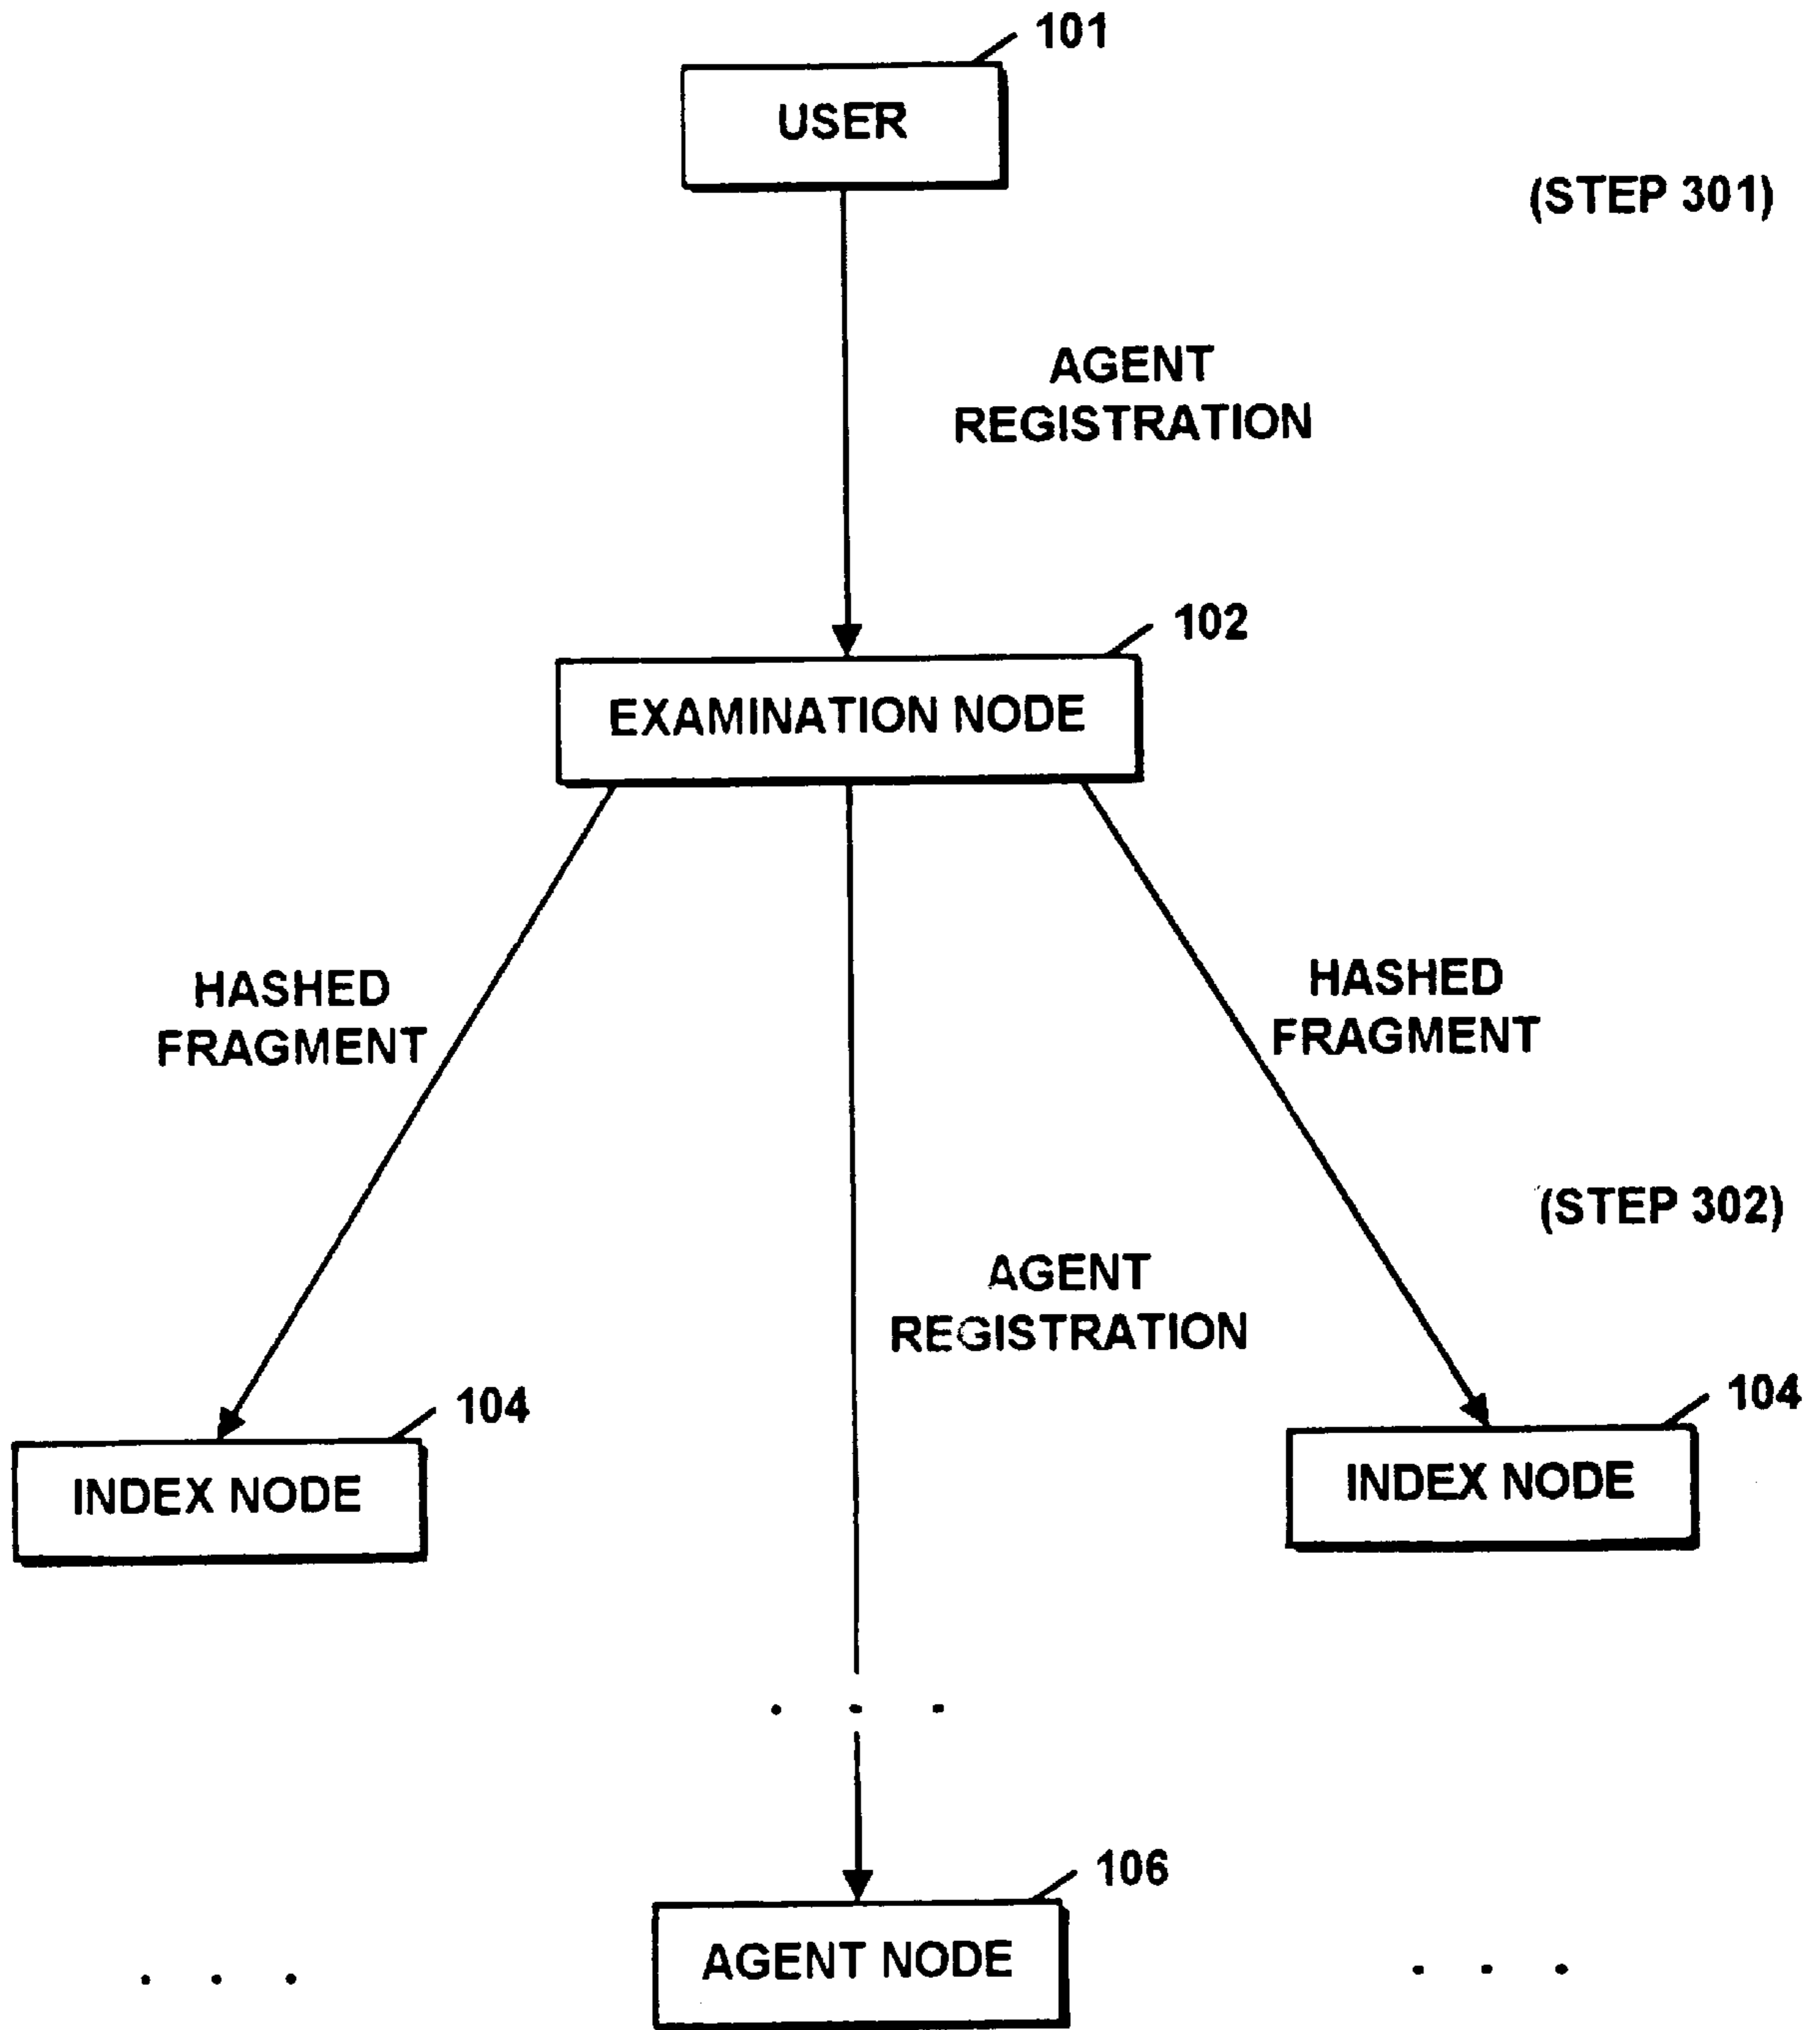 101
USER
(STEP 301)
AGENT
REGISTRATION
102
EXAMINATION NODE
HASHED
FRAGMENT
HASHED
FRAGMENT
(STEP 302)
AGENT
REGISTRATION
104
INDEX NODE
104
INDEX NODE
106
AGENT NODE